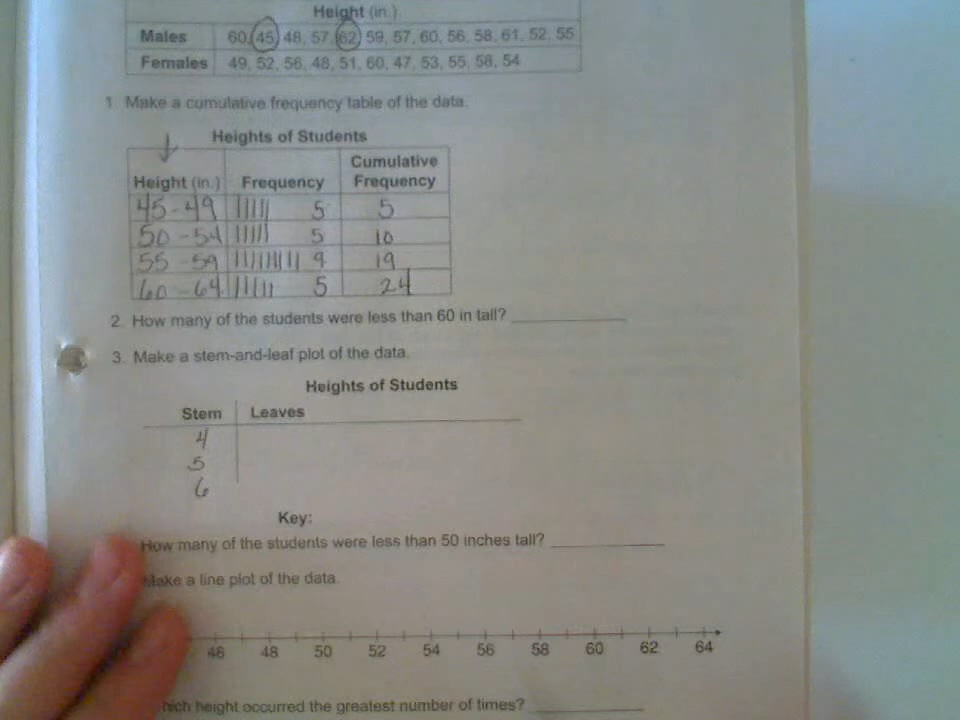 Height (in.)
Males 60, 45, 48, 57, 62, 59, 57, 60, 56, 58, 61, 52, 55
Females 49, 52, 56, 48, 51, 60, 47, 53, 55, 58, 54
1 Make a cumulative frequency table of the data.
Heights of Students
Height (in.) Frequency Cumulative Frequency
45-49 ||||| 5 5
50-54 ||||| 5 10
55-59 ||||||||| 9 19
60-64 ||||| 5 24
2. How many of the students were less than 60 in tall?
3. Make a stem-and-leaf plot of the data.
Heights of Students
Stem Leaves
4
5
6
Key:
How many of the students were less than 50 inches tall?
Make a line plot of the data.
46 48 50 52 54 56 58 60 62 64
height occurred the greatest number of times?